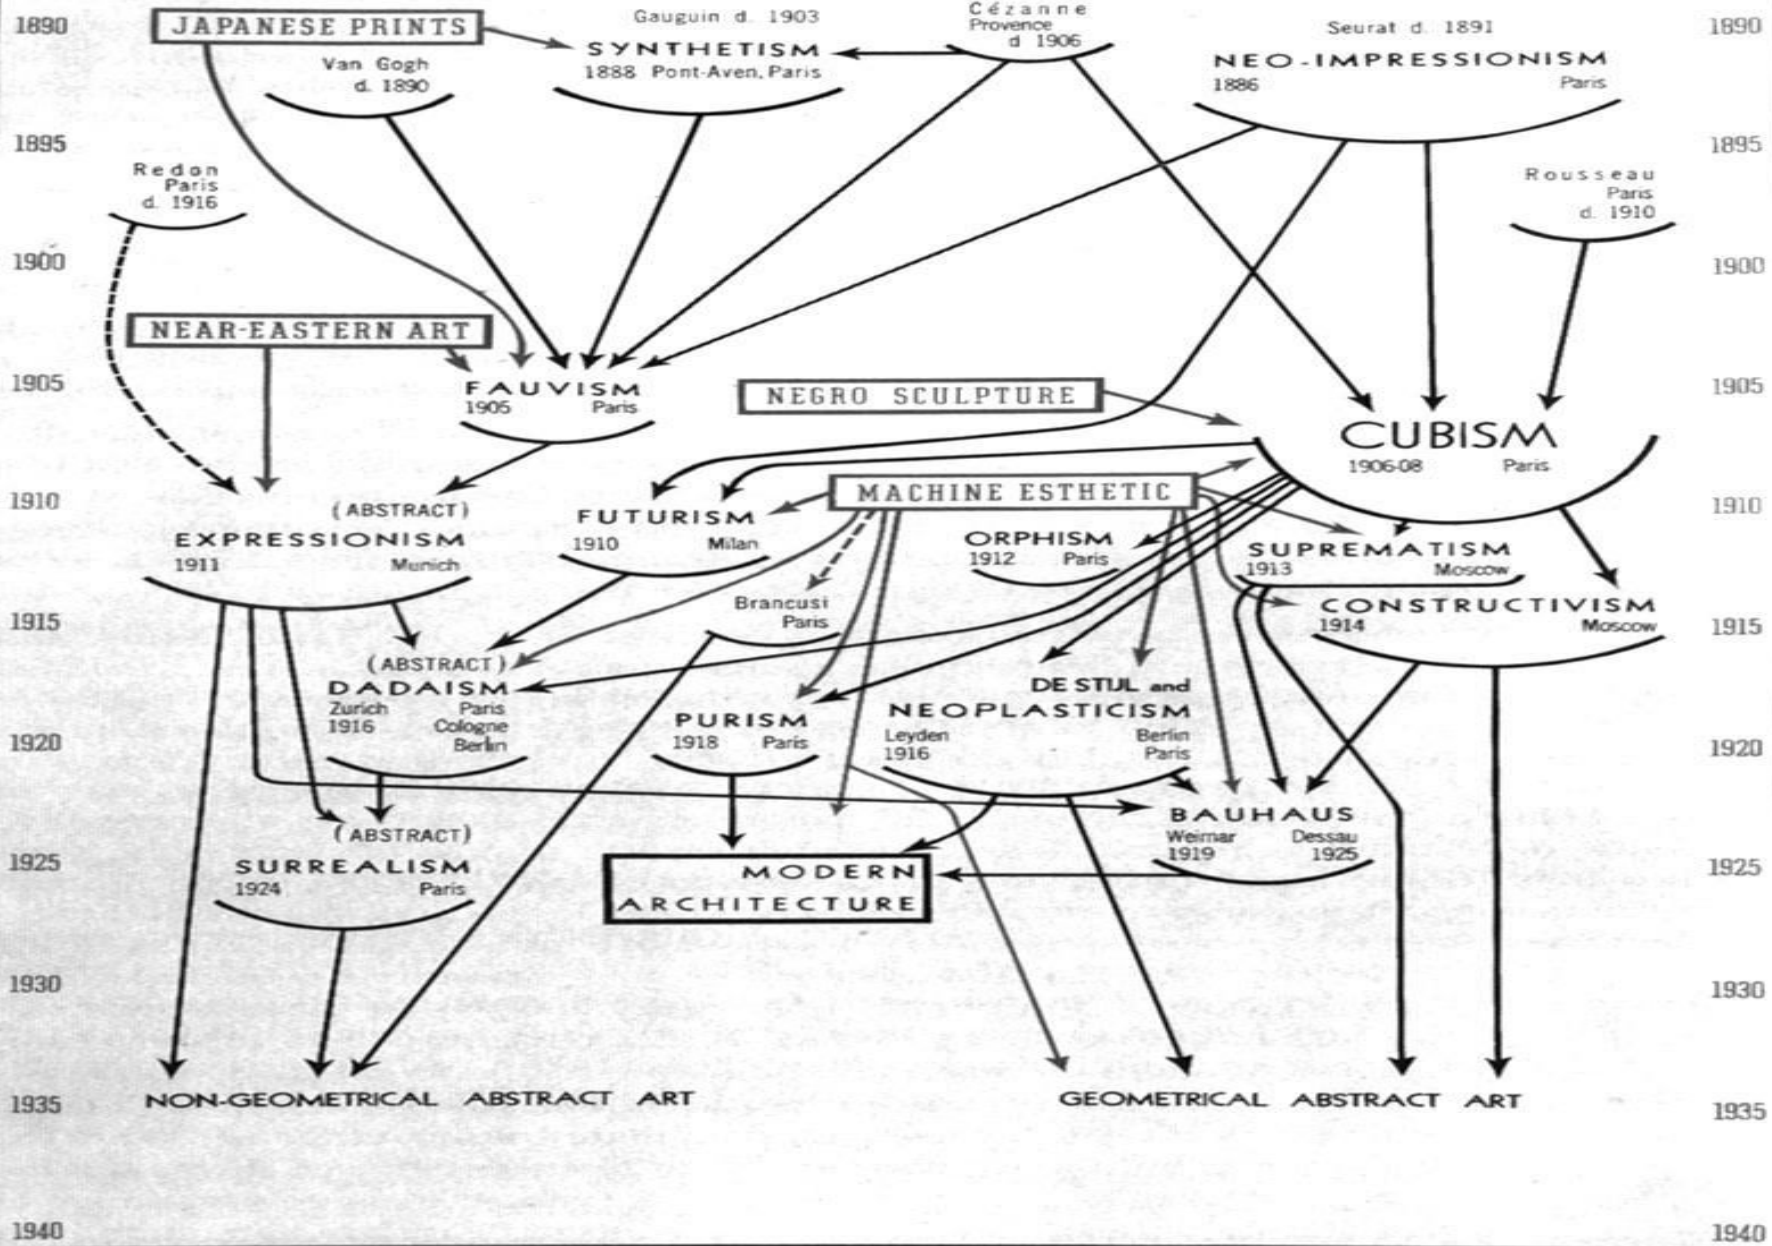 1890
JAPANESE PRINTS
Gauguin d. 1903
Cézanne
Provence
d 1906
Seurat d. 1891
1890
SYNTHETISM
1888 Pont-Aven, Paris
NEO-IMPRESSIONISM
1886 Paris
Van Gogh
d. 1890
1895
1895
Redon
Paris
d. 1916
Rousseau
Paris
d. 1910
1900
1900
NEAR-EASTERN ART
1905
FAUVISM
1905 Paris
NEGRO SCULPTURE
1905
CUBISM
1906-08 Paris
1910
(ABSTRACT)
EXPRESSIONISM
1911 Munich
FUTURISM
1910 Milan
MACHINE ESTHETIC
1910
ORPHISM
1912 Paris
SUPREMATISM
1913 Moscow
Brancusi
Paris
CONSTRUCTIVISM
1914 Moscow
1915
1915
(ABSTRACT)
DADAISM
Zurich Paris
1916 Cologne
Berlin
PURISM
1918 Paris
DE STIJL and
NEOPLASTICISM
Leyden Berlin
1916 Paris
1920
1920
(ABSTRACT)
SURREALISM
1924 Paris
BAUHAUS
Weimar Dessau
1919 1925
1925
MODERN
ARCHITECTURE
1925
1930
1930
1935
NON-GEOMETRICAL ABSTRACT ART
GEOMETRICAL ABSTRACT ART
1935
1940
1940